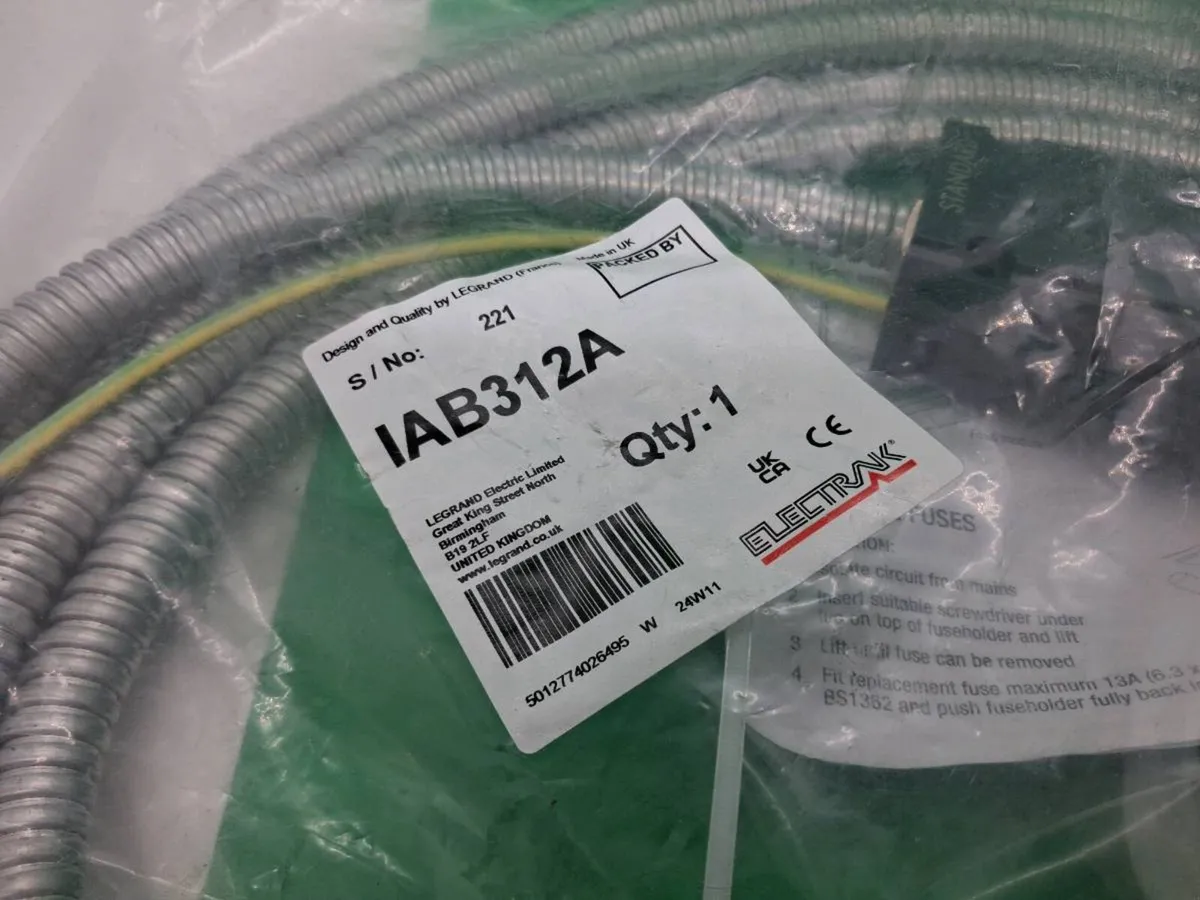 Design and Quality by LEGRAND (France)
Made in UK
PACKED BY
S / No:
221
IAB312A
Qty: 1
LEGRAND Electric Limited
Great King Street North
Birmingham
B19 2LF
UNITED KINGDOM
www.legrand.co.uk
UK
CA
CE
ELECTRAK®
5012774026495 W 24W11
STANDARD
FUSES
circuit from mains
2. Insert suitable screwdriver under
on top of fuseholder and lift
3 Lift until fuse can be removed
4. Fit replacement fuse maximum 13A (6.3
BS1362 and push fuseholder fully back